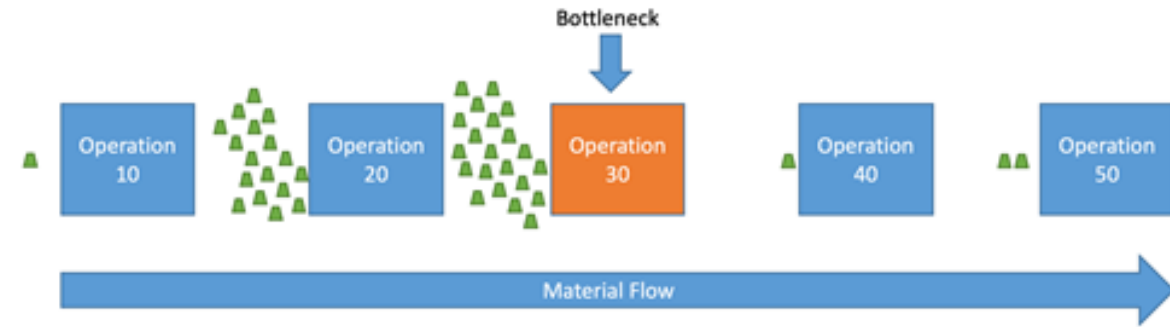 Bottleneck
Operation
10
Operation
20
Operation
30
Operation
40
Operation
50
Material Flow